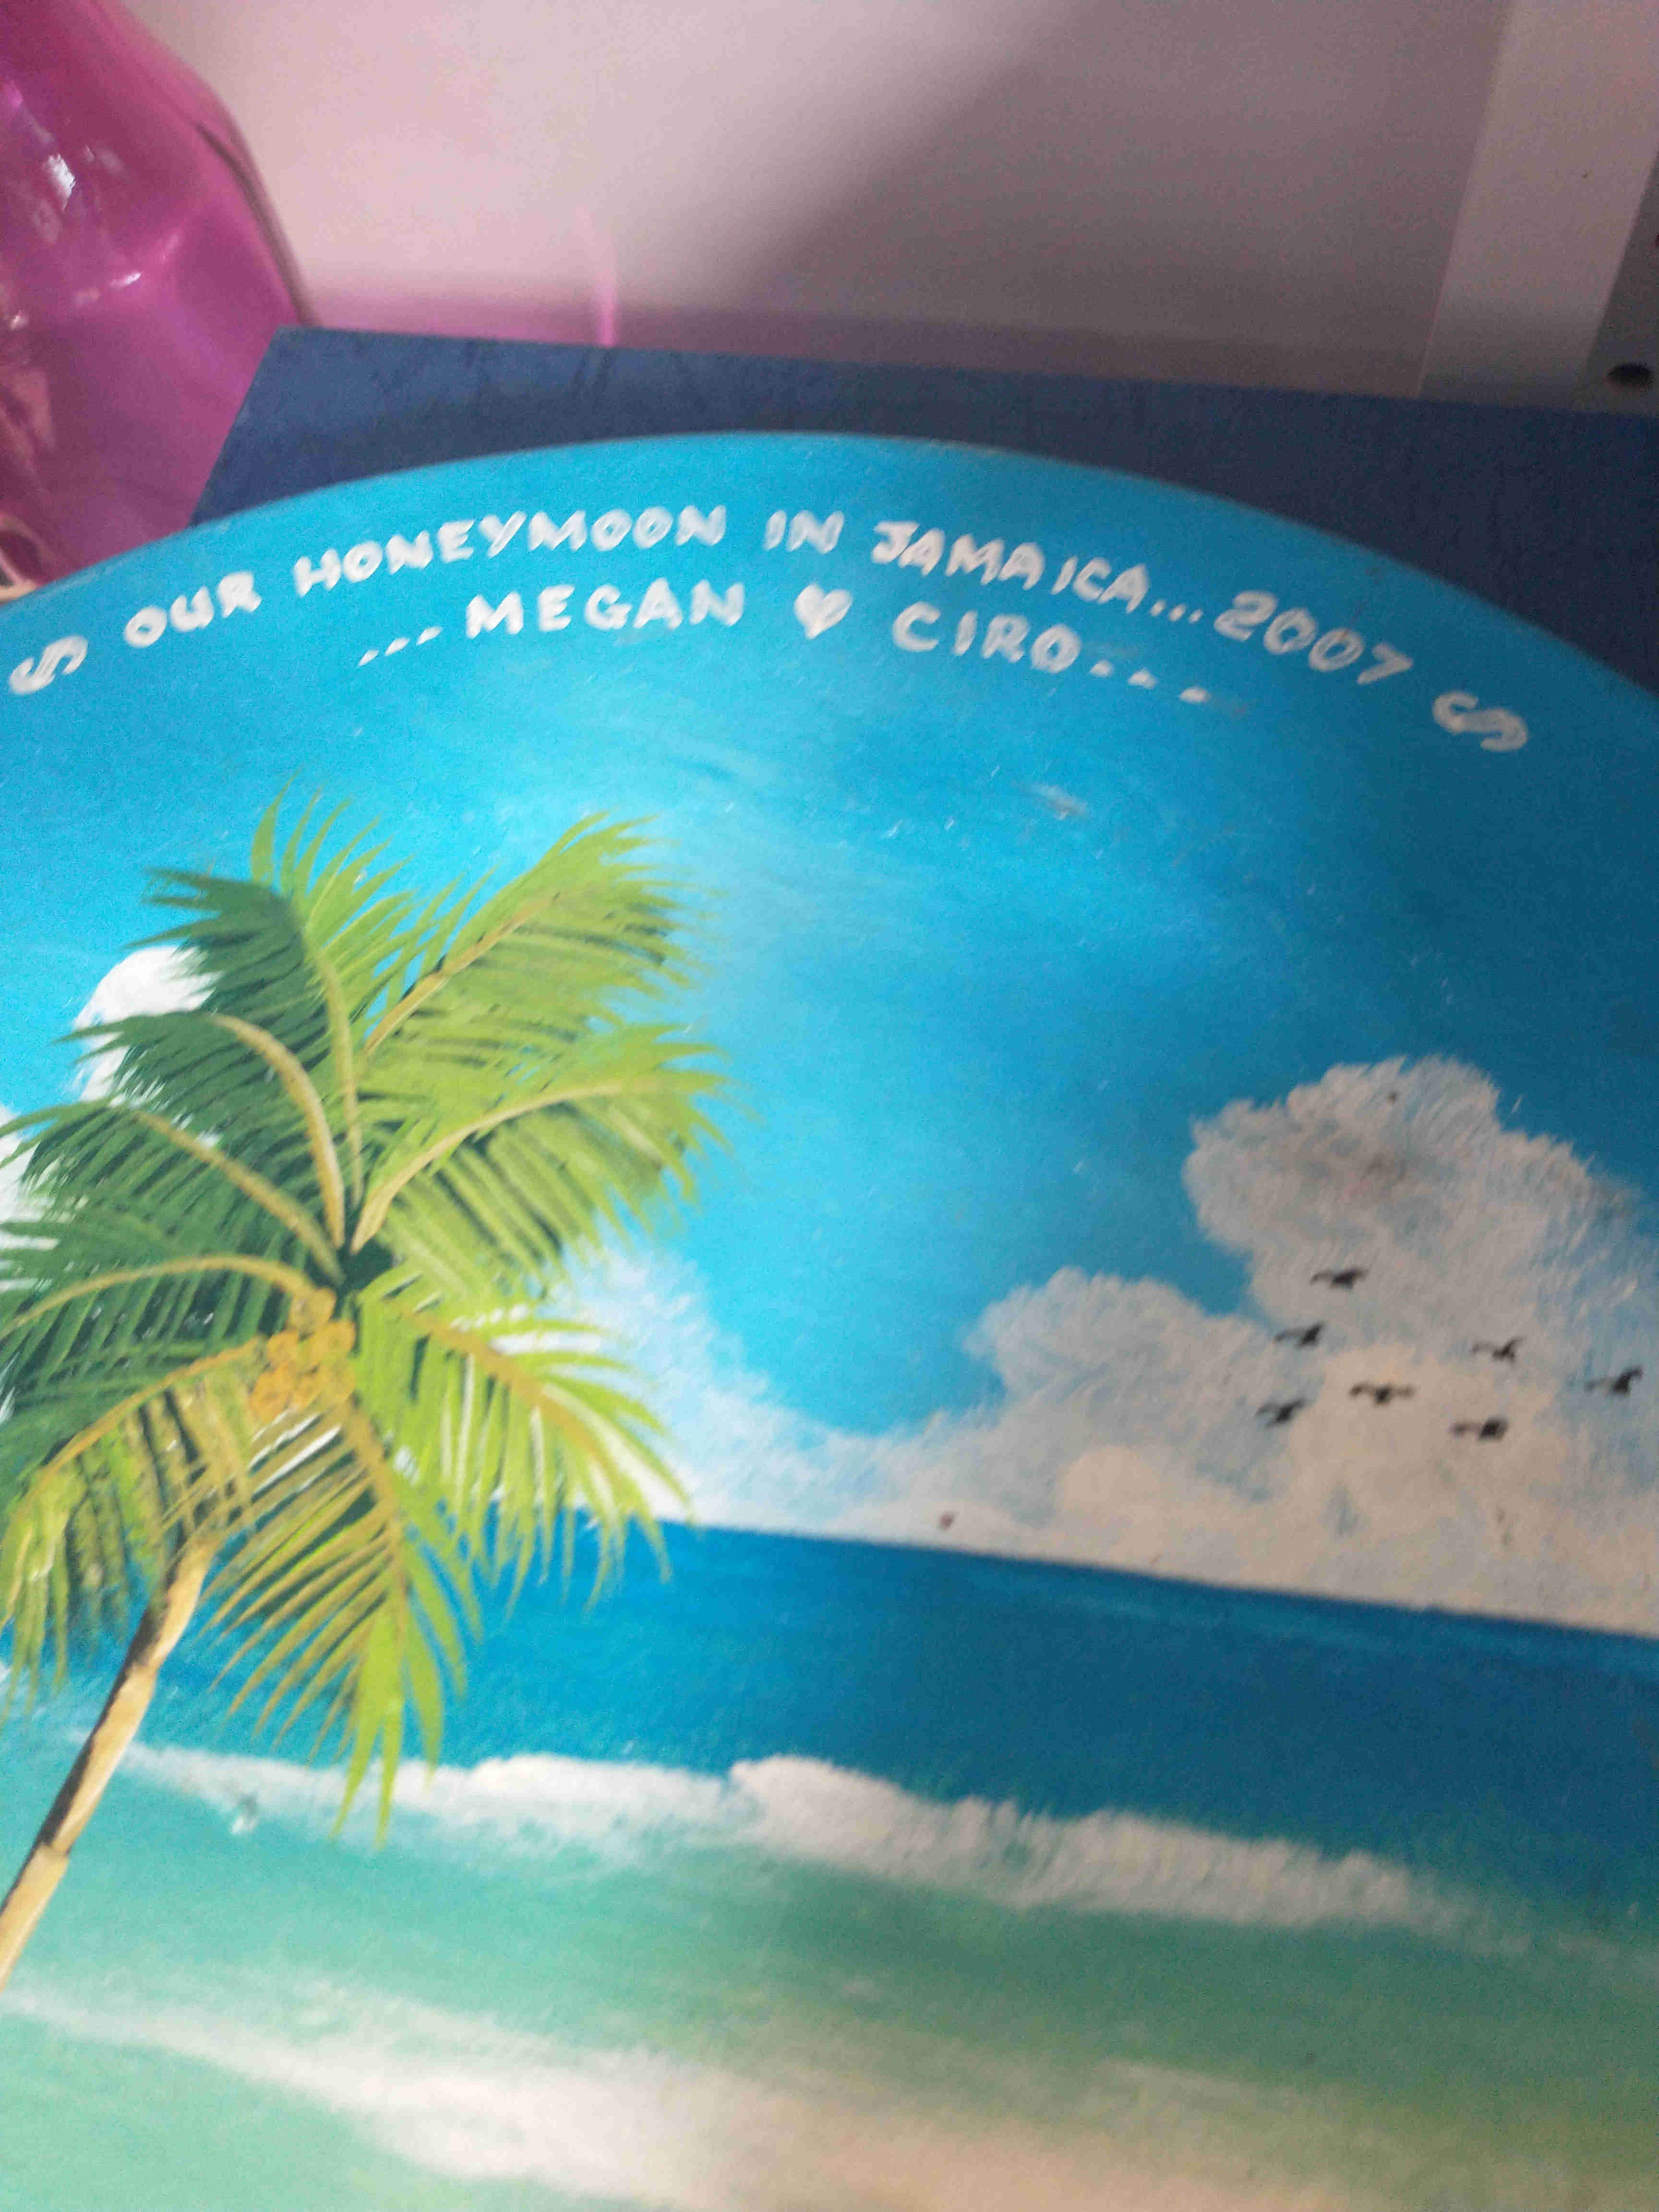 OUR HONEYMOON IN JAMAICA...2007
...MEGAN ♥ CIRO...